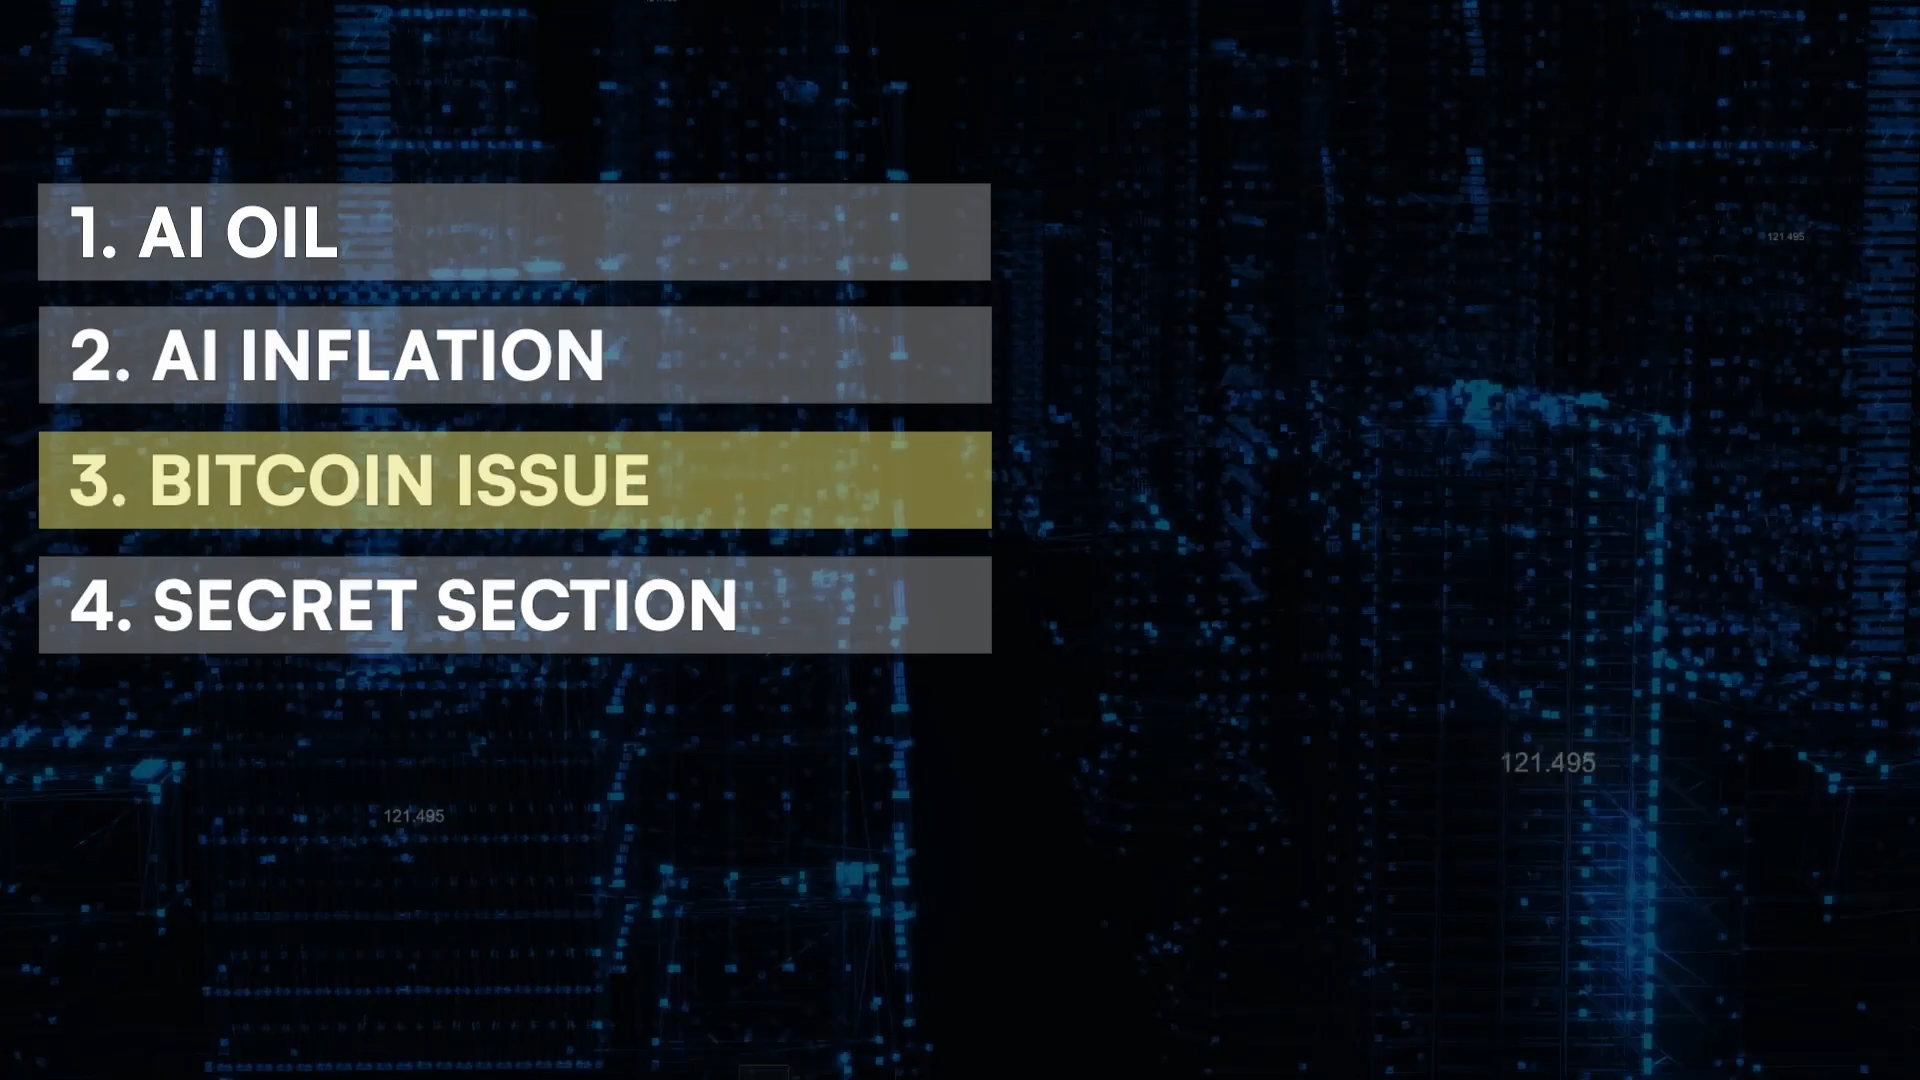 1. AI OIL
121.495
2. AI INFLATION
3. BITCOIN ISSUE
4. SECRET SECTION
121.495
121.495